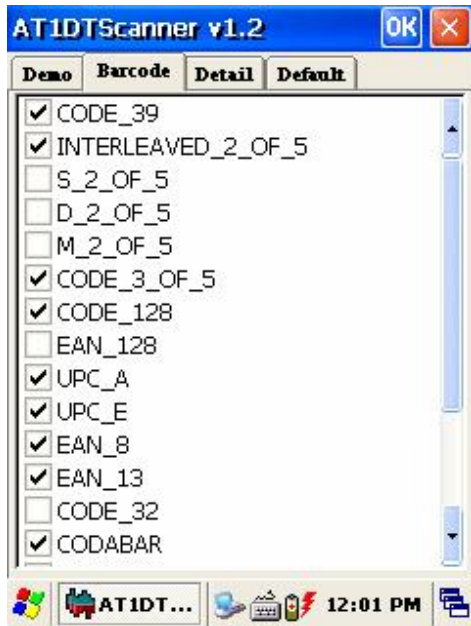 AT1DTScanner v1.2 OK
Demo Barcode Detail Default
CODE_39
INTERLEAVED_2_OF_5
S_2_OF_5
D_2_OF_5
M_2_OF_5
CODE_3_OF_5
CODE_128
EAN_128
UPC_A
UPC_E
EAN_8
EAN_13
CODE_32
CODABAR
AT1DT... 12:01 PM